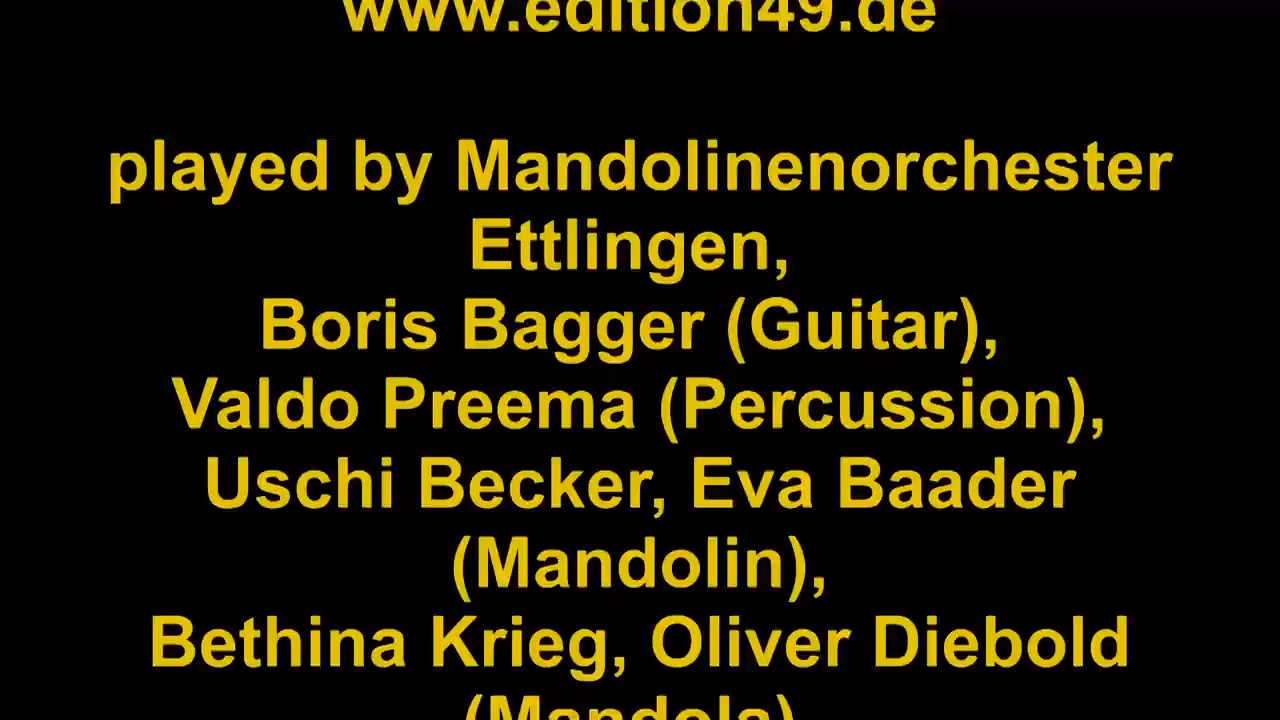 www.edition49.de
played by Mandolinenorchester
Ettlingen,
Boris Bagger (Guitar),
Valdo Preema (Percussion),
Uschi Becker, Eva Baader
(Mandolin),
Bethina Krieg, Oliver Diebold
(Mandola)